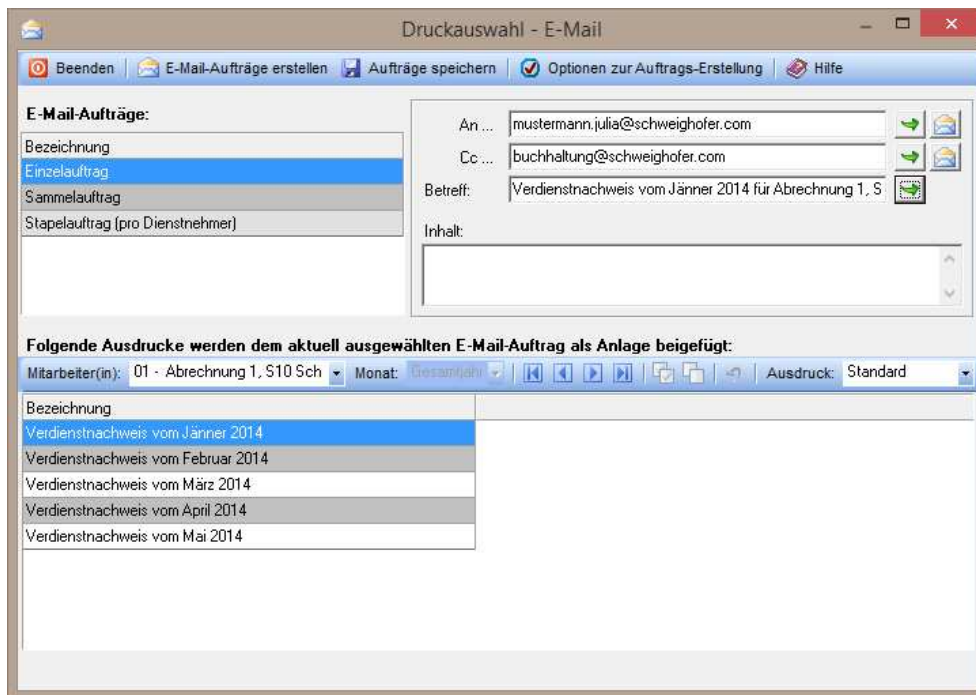 Druckauswahl - E-Mail
Beenden E-Mail-Aufträge erstellen Aufträge speichern Optionen zur Auftrags-Erstellung Hilfe
E-Mail-Aufträge:
Bezeichnung
Einzelauftrag
Sammelauftrag
Stapelauftrag (pro Dienstnehmer)
An ... mustermann.julia@schweighofer.com
Cc ... buchhaltung@schweighofer.com
Betreff: Verdienstnachweis vom Jänner 2014 für Abrechnung 1, S
Inhalt:
Folgende Ausdrucke werden dem aktuell ausgewählten E-Mail-Auftrag als Anlage beigefügt:
Mitarbeiter(in): 01 - Abrechnung 1, S10 Sch Monat: Gesamtjahr Ausdruck: Standard
Bezeichnung
Verdienstnachweis vom Jänner 2014
Verdienstnachweis vom Februar 2014
Verdienstnachweis vom März 2014
Verdienstnachweis vom April 2014
Verdienstnachweis vom Mai 2014